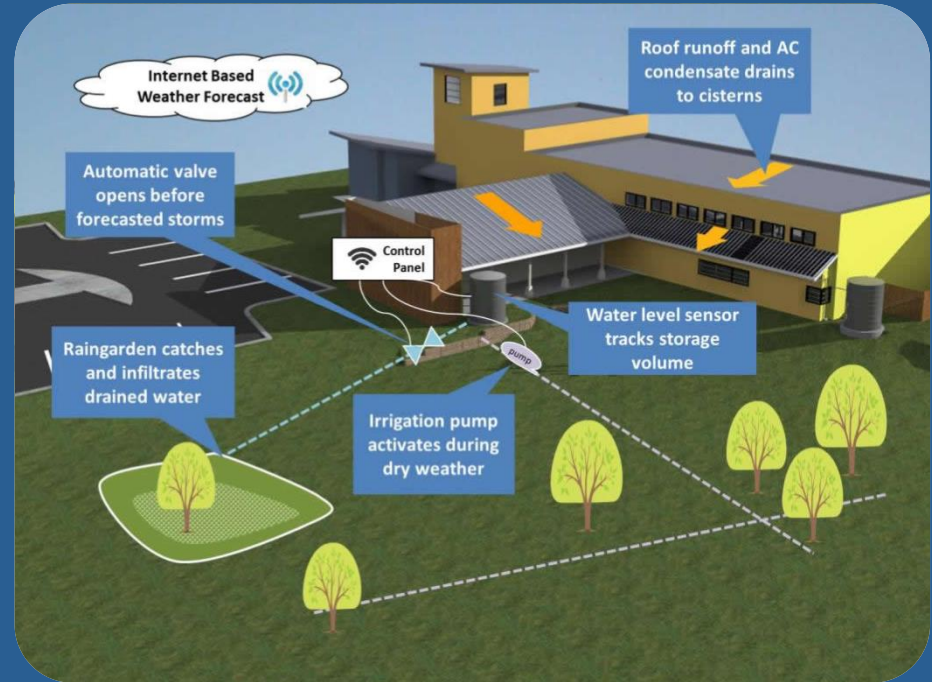 Internet Based
Weather Forecast
Roof runoff and AC
condensate drains
to cisterns
Automatic valve
opens before
forecasted storms
Control
Panel
Water level sensor
tracks storage
volume
Raingarden catches
and infiltrates
drained water
pump
Irrigation pump
activates during
dry weather